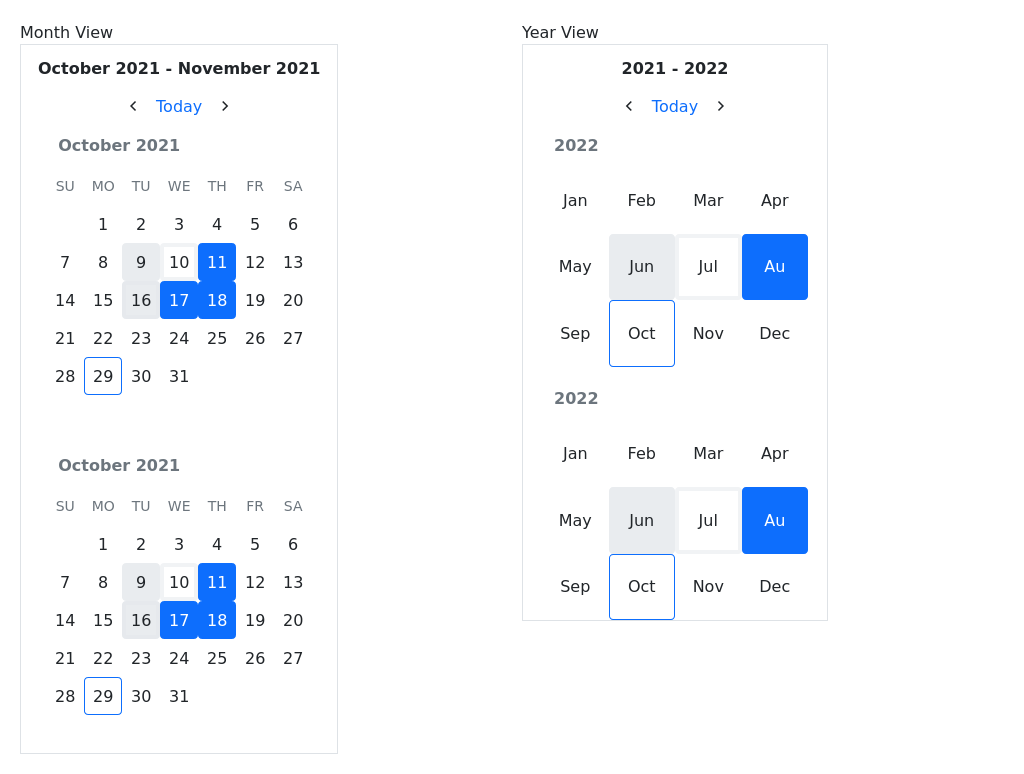 Month View
October 2021 - November 2021
Today
October 2021
SU MO TU WE TH FR SA
1 2 3 4 5 6
7 8 9 10 11 12 13
14 15 16 17 18 19 20
21 22 23 24 25 26 27
28 29 30 31
October 2021
SU MO TU WE TH FR SA
1 2 3 4 5 6
7 8 9 10 11 12 13
14 15 16 17 18 19 20
21 22 23 24 25 26 27
28 29 30 31
Year View
2021 - 2022
Today
2022
Jan Feb Mar Apr
May Jun Jul Au
Sep Oct Nov Dec
2022
Jan Feb Mar Apr
May Jun Jul Au
Sep Oct Nov Dec